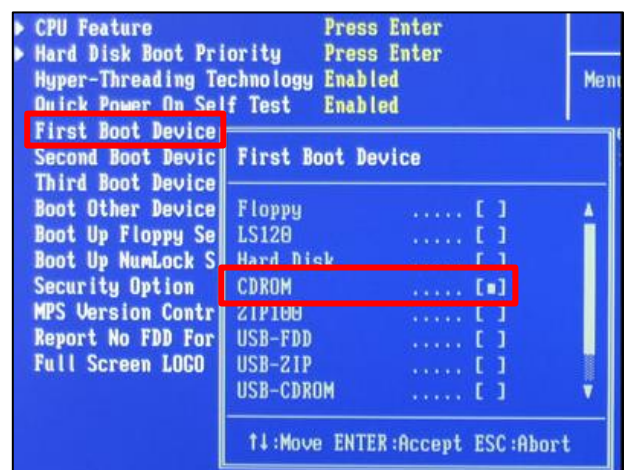 CPU Feature Press Enter
Hard Disk Boot Priority Press Enter
Hyper-Threading Technology Enabled
Quick Power On Self Test Enabled
Menu
First Boot Device
Second Boot Devic
Third Boot Device
Boot Other Device
Boot Up Floppy Se
Boot Up NumLock S
Security Option
MPS Version Contr
Report No FDD For
Full Screen LOGO
First Boot Device
Floppy ..... [ ]
LS120 ..... [ ]
Hard Disk ..... [ ]
CDROM ..... [■]
ZIP100 ..... [ ]
USB-FDD ..... [ ]
USB-ZIP ..... [ ]
USB-CDROM ..... [ ]
↑↓:Move ENTER:Accept ESC:Abort